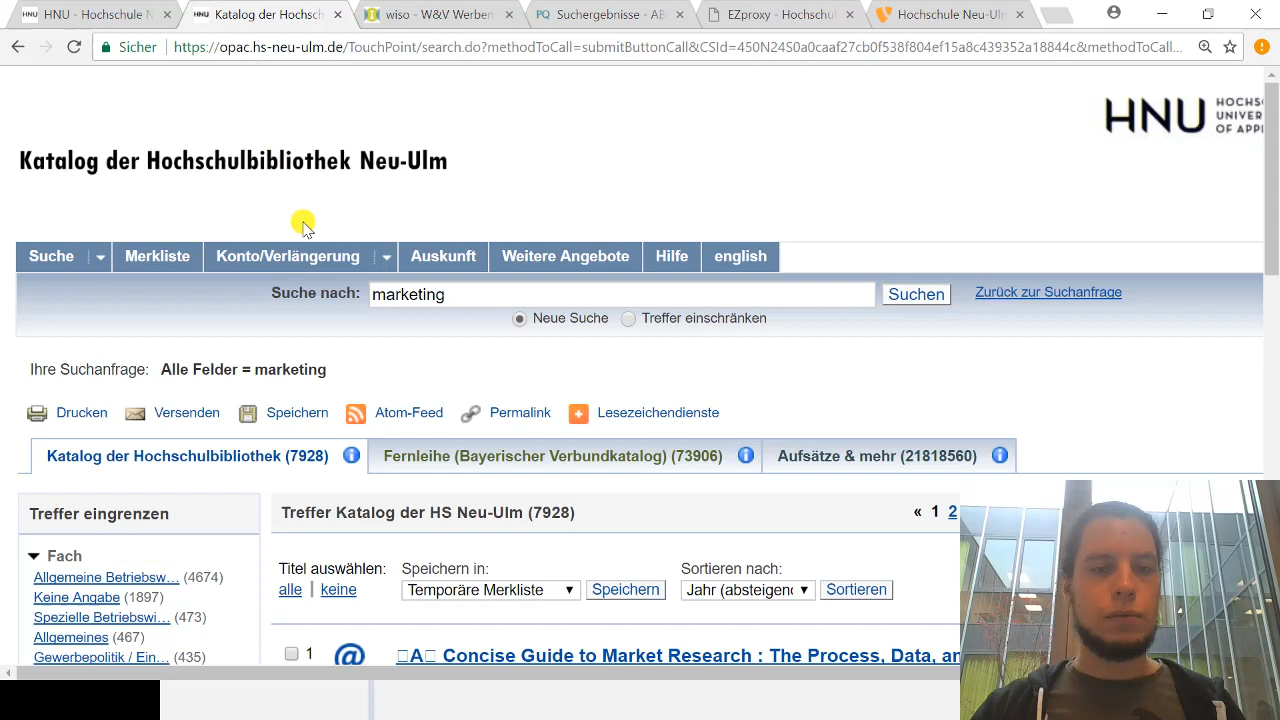 HNU - Hochschule N
Katalog der Hochsch
wiso - W&V Werben
Suchergebnisse - AB
EZproxy - Hochschul
Hochschule Neu-Ulm
Sicher
https://opac.hs-neu-ulm.de/TouchPoint/search.do?methodToCall=submitButtonCall&CSId=
HNU
HOCHS
UNIVER
OF APPI
Katalog der Hochschulbibliothek Neu-Ulm
Suche Merkliste Konto/Verlängerung Auskunft Weitere Angebote Hilfe english
Suche nach: marketing Suchen Zurück zur Suchanfrage
Neue Suche Treffer einschränken
Ihre Suchanfrage: Alle Felder = marketing
Drucken Versenden Speichern Atom-Feed Permalink Lesezeichendienste
Katalog der Hochschulbibliothek (7928) Fernleihe (Bayerischer Verbundkatalog) (73906) Aufsätze & mehr (21818560)
Treffer eingrenzen
Fach
Allgemeine Betriebsw... (4674)
Keine Angabe (1897)
Spezielle Betriebswi... (473)
Allgemeines (467)
Gewerbepolitik / Ein... (435)
Treffer Katalog der HS Neu-Ulm (7928) « 1 2
Titel auswählen: Speichern in: Sortieren nach:
alle | keine Temporäre Merkliste Speichern Jahr (absteigend Sortieren
1 @ A Concise Guide to Market Research : The Process, Data, an